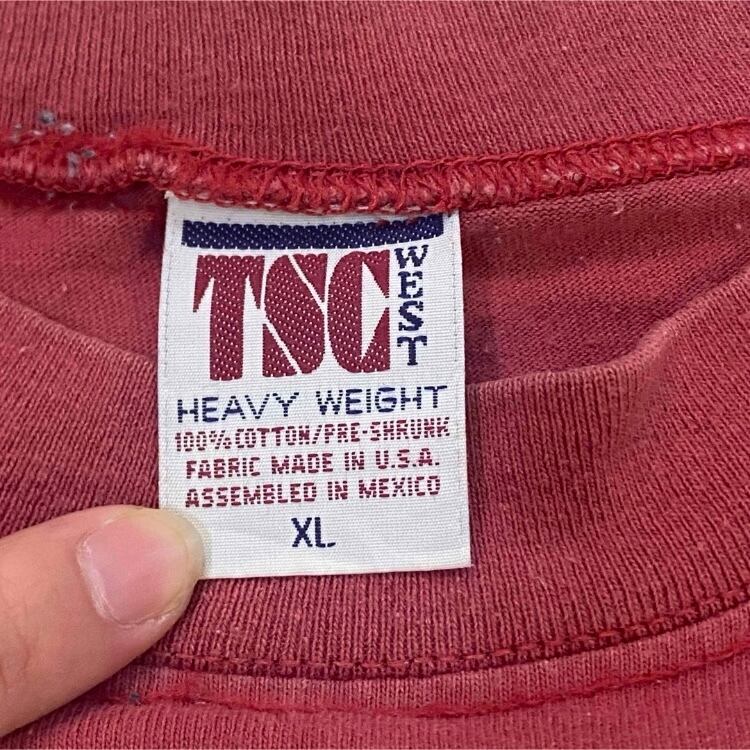 TSC WEST
HEAVY WEIGHT
100% COTTON/PRE-SHRUNK
FABRIC MADE IN U.S.A.
ASSEMBLED IN MEXICO
XL